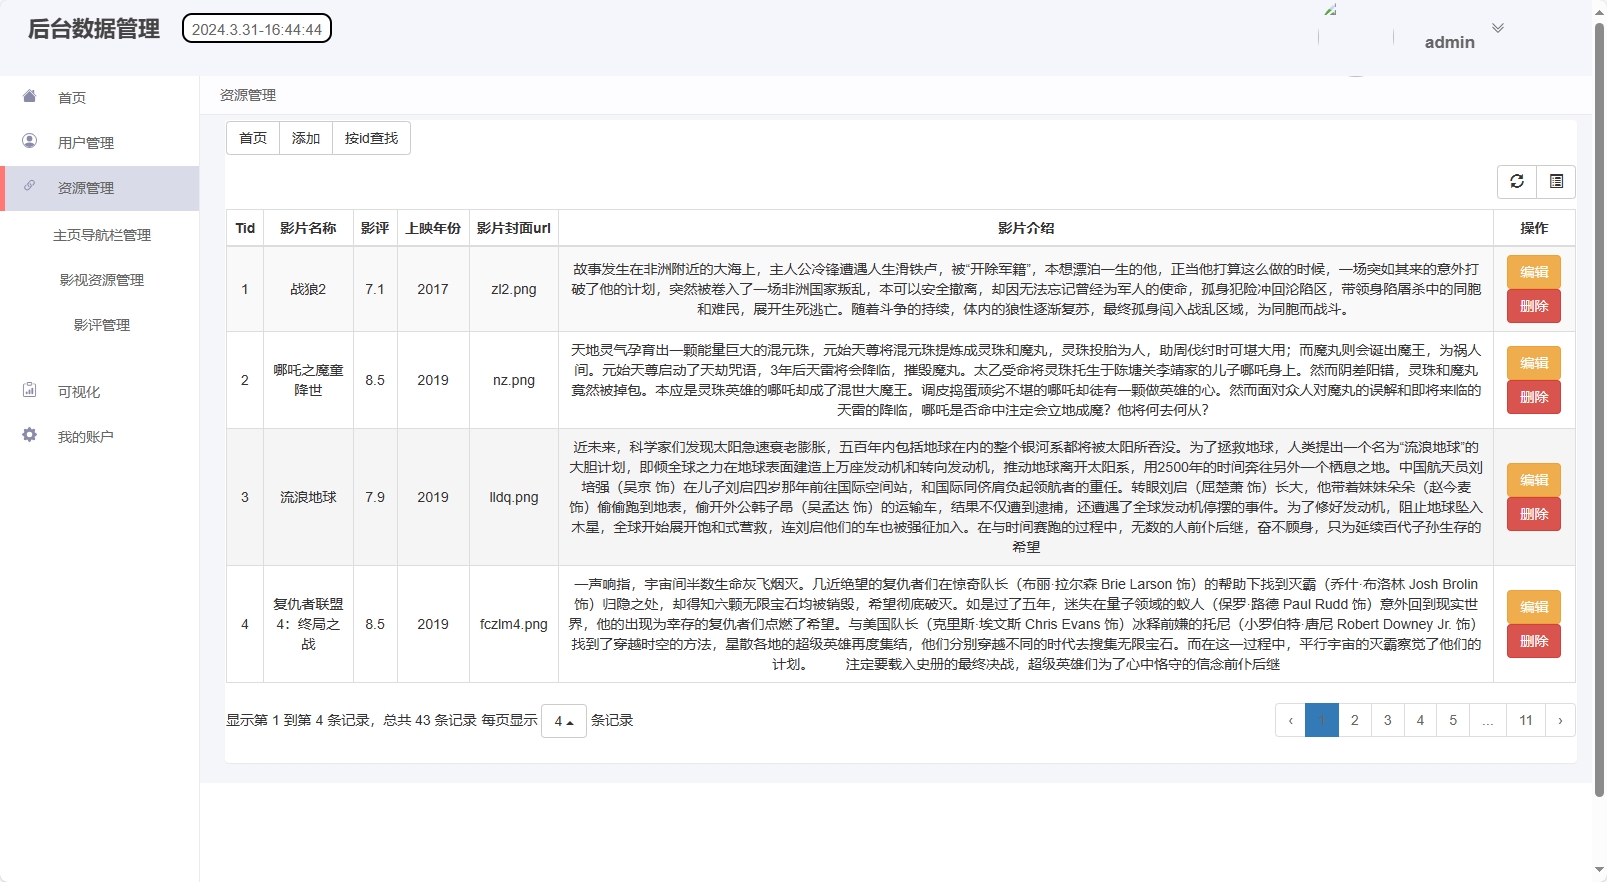 后台数据管理
2024.3.31-16:44:44
admin
首页
用户管理
资源管理
主页导航栏管理
影视资源管理
影评管理
可视化
我的账户
资源管理
首页 添加 按id查找
Tid 影片名称 影评 上映年份 影片封面url 影片介绍 操作
1 战狼2 7.1 2017 zl2.png
故事发生在非洲附近的大海上，主人公冷锋遭遇人生滑铁卢，被“开除军籍”，本想漂泊一生的他，正当他打算这么做的时候，一场突如其来的意外打
破了他的计划，突然被卷入了一场非洲国家叛乱，本可以安全撤离，却因无法忘记曾经为军人的使命，孤身犯险冲回沦陷区，带领身陷屠杀中的同胞
和难民，展开生死逃亡。随着斗争的持续，体内的狼性逐渐复苏，最终孤身闯入战乱区域，为同胞而战斗。
编辑
删除
2
哪吒之魔童
降世
8.5 2019 nz.png
天地灵气孕育出一颗能量巨大的混元珠，元始天尊将混元珠提炼成灵珠和魔丸，灵珠投胎为人，助周伐纣时可堪大用；而魔丸则会诞出魔王，为祸人
间。元始天尊启动了天劫咒语，3年后天雷将会降临，摧毁魔丸。太乙受命将灵珠托生于陈塘关李靖家的儿子哪吒身上。然而阴差阳错，灵珠和魔丸
竟然被掉包。本应是灵珠英雄的哪吒却成了混世大魔王。调皮捣蛋顽劣不堪的哪吒却徒有一颗做英雄的心。然而面对众人对魔丸的误解和即将来临的
天雷的降临，哪吒是否命中注定会立地成魔？他将何去何从？
编辑
删除
3 流浪地球 7.9 2019 lldq.png
近未来，科学家们发现太阳急速衰老膨胀，五百年内包括地球在内的整个银河系都将被太阳所吞没。为了拯救地球，人类提出一个名为“流浪地球”的
大胆计划，即倾全球之力在地球表面建造上万座发动机和转向发动机，推动地球离开太阳系，用2500年的时间奔往另外一个栖息之地。中国航天员刘
培强（吴京 饰）在儿子刘启四岁那年前往国际空间站，和国际同侪肩负起领航者的重任。转眼刘启（屈楚萧 饰）长大，他带着妹妹朵朵（赵今麦
饰）偷偷跑到地表，偷开外公韩子昂（吴孟达 饰）的运输车，结果不仅遭到逮捕，还遭遇了全球发动机停摆的事件。为了修好发动机，阻止地球坠入
木星，全球开始展开饱和式营救，连刘启他们的车也被强征加入。在与时间赛跑的过程中，无数的人前仆后继，奋不顾身，只为延续百代子孙生存的
希望
编辑
删除
4
复仇者联盟
4：终局之
战
8.5 2019 fczlm4.png
一声响指，宇宙间半数生命灰飞烟灭。几近绝望的复仇者们在惊奇队长（布丽·拉尔森 Brie Larson 饰）的帮助下找到灭霸（乔什·布洛林 Josh Brolin
饰）归隐之处，却得知六颗无限宝石均被销毁，希望彻底破灭。如是过了五年，迷失在量子领域的蚁人（保罗·路德 Paul Rudd 饰）意外回到现实世
界，他的出现为幸存的复仇者们点燃了希望。与美国队长（克里斯·埃文斯 Chris Evans 饰）冰释前嫌的托尼（小罗伯特·唐尼 Robert Downey Jr. 饰）
找到了穿越时空的方法，星散各地的超级英雄再度集结，他们分别穿越不同的时代去搜集无限宝石。而在这一过程中，平行宇宙的灭霸察觉了他们的
计划。 注定要载入史册的最终决战，超级英雄们为了心中恪守的信念前仆后继
编辑
删除
显示第 1 到第 4 条记录，总共 43 条记录 每页显示 4 条记录
‹ 1 2 3 4 5 ... 11 ›